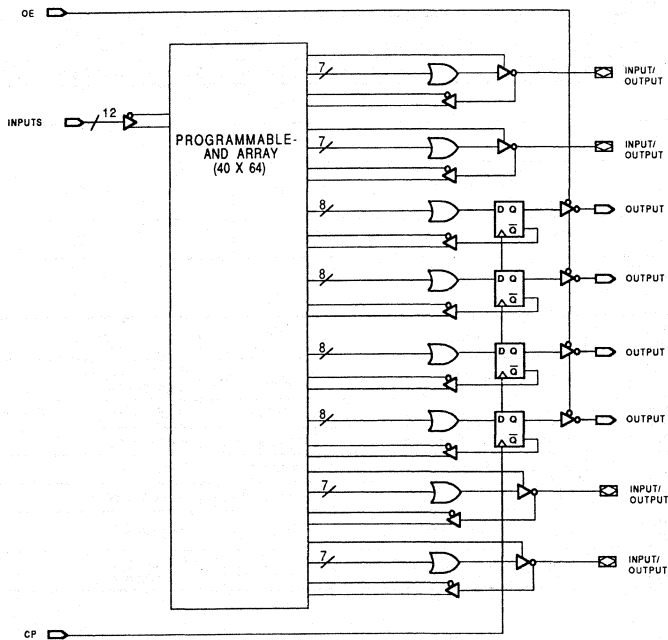 OE
7
INPUT/
OUTPUT
INPUTS
12
PROGRAMMABLE-
AND ARRAY
(40 X 64)
7
INPUT/
OUTPUT
8
D Q
Q
OUTPUT
8
D Q
Q
OUTPUT
8
D Q
Q
OUTPUT
8
D Q
Q
OUTPUT
7
INPUT/
OUTPUT
7
INPUT/
OUTPUT
CP